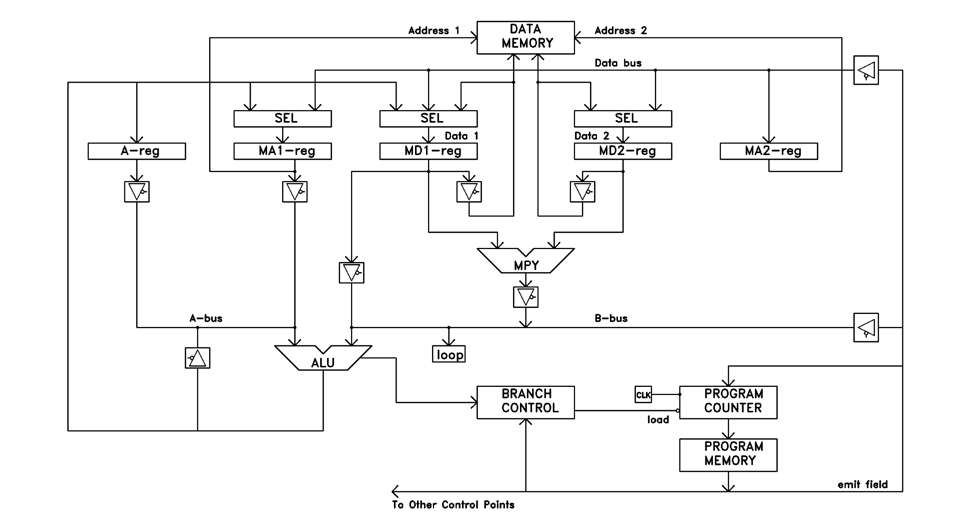 Address 1
DATA
MEMORY
Address 2
Data bus
SEL
SEL
SEL
Data 1
Data 2
A-reg
MA1-reg
MD1-reg
MD2-reg
MA2-reg
MPY
A-bus
B-bus
loop
ALU
BRANCH
CONTROL
CLK
PROGRAM
COUNTER
load
PROGRAM
MEMORY
emit field
To Other Control Points